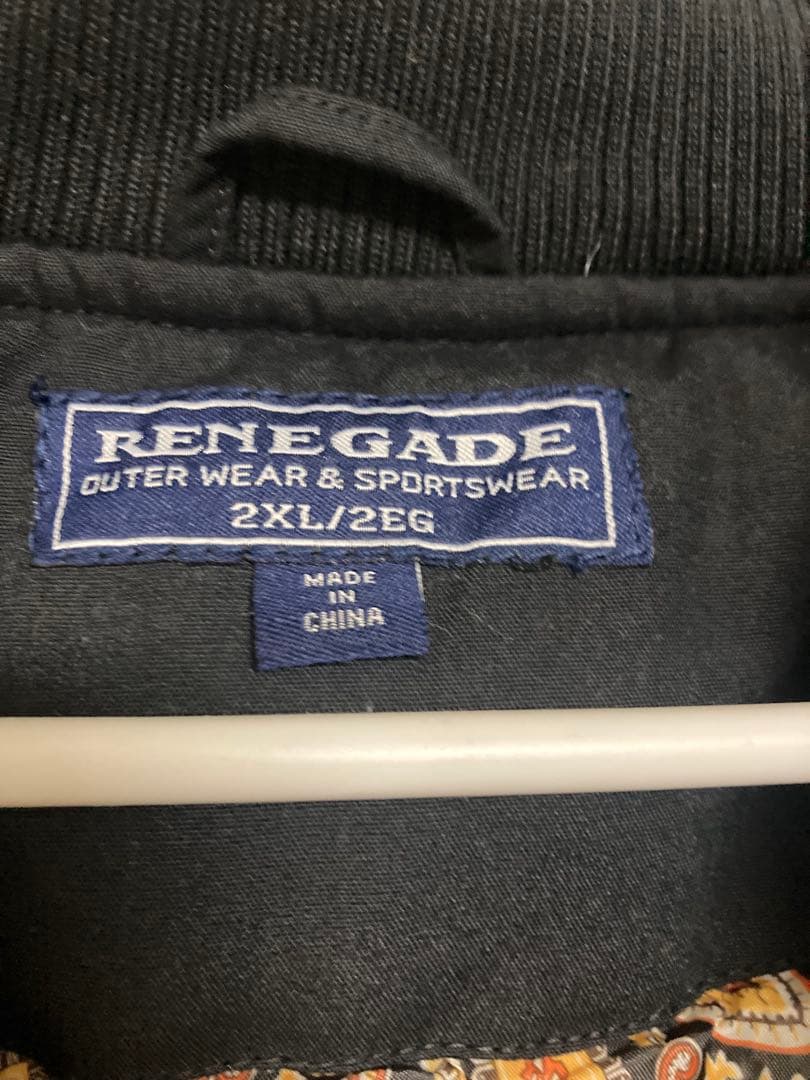 RENEGADE
OUTER WEAR & SPORTSWEAR
2XL/2EG
MADE
IN
CHINA